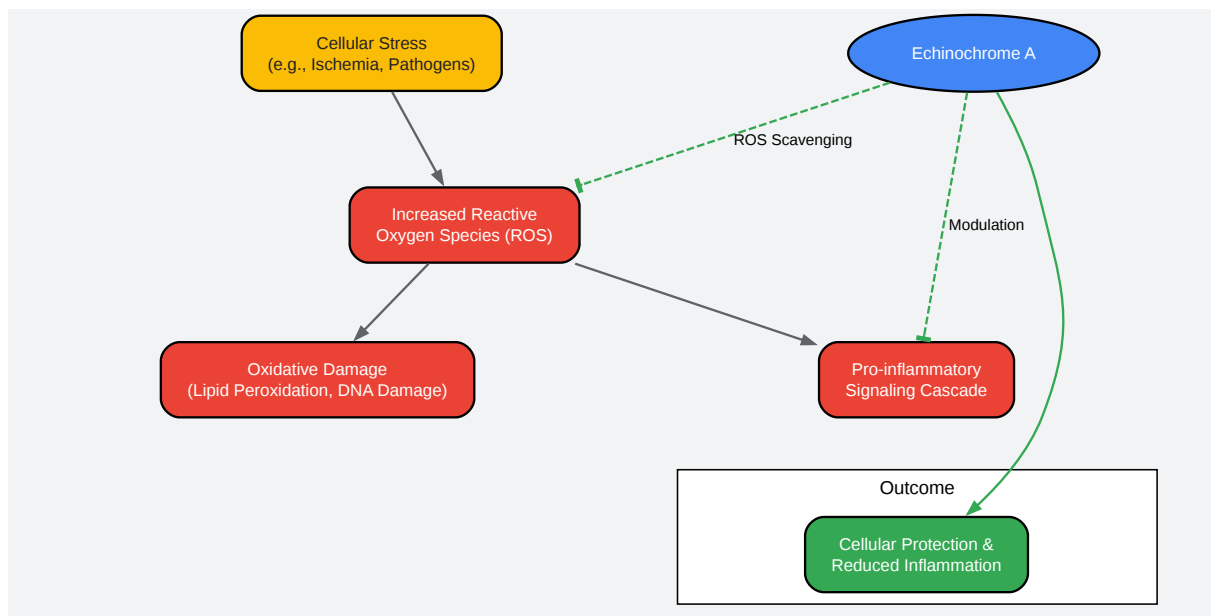 Cellular Stress
(e.g., Ischemia, Pathogens)
Echinochrome A
ROS Scavenging
Increased Reactive
Oxygen Species (ROS)
Modulation
Oxidative Damage
(Lipid Peroxidation, DNA Damage)
Pro-inflammatory
Signaling Cascade
Outcome
Cellular Protection &
Reduced Inflammation